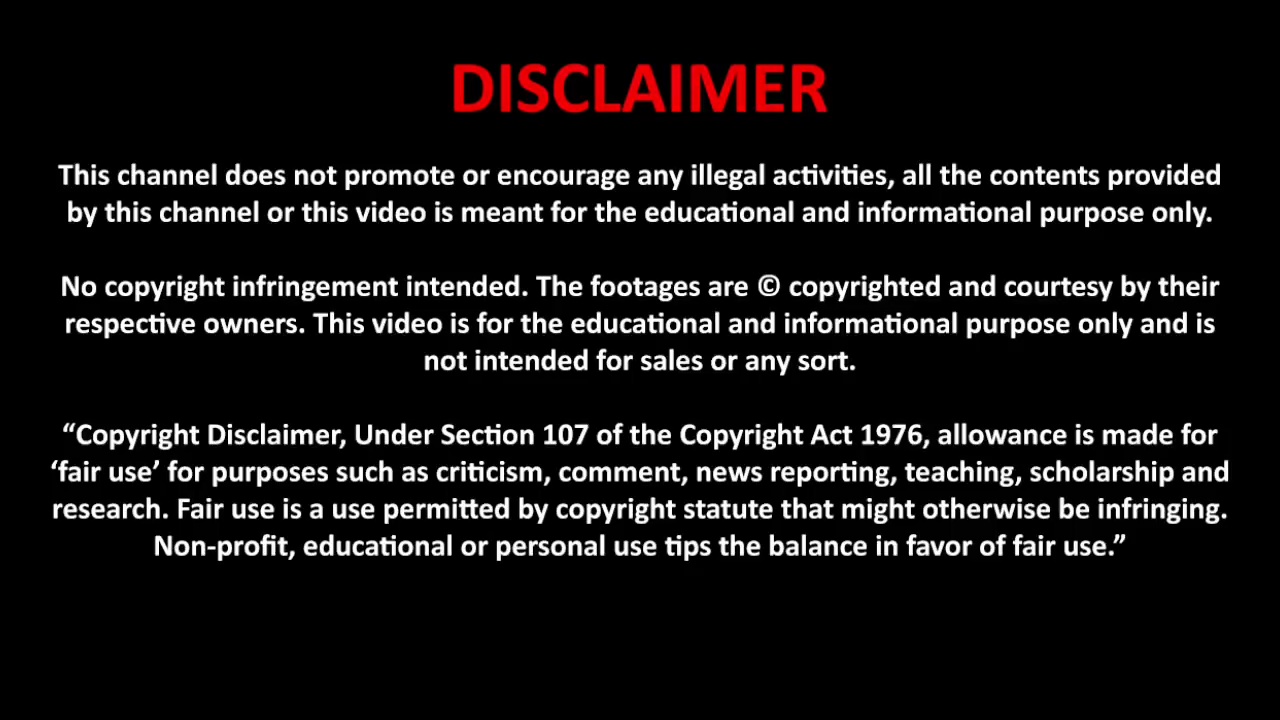 DISCLAIMER
This channel does not promote or encourage any illegal activities, all the contents provided
by this channel or this video is meant for the educational and informational purpose only.
No copyright infringement intended. The footages are © copyrighted and courtesy by their
respective owners. This video is for the educational and informational purpose only and is
not intended for sales or any sort.
“Copyright Disclaimer, Under Section 107 of the Copyright Act 1976, allowance is made for
‘fair use’ for purposes such as criticism, comment, news reporting, teaching, scholarship and
research. Fair use is a use permitted by copyright statute that might otherwise be infringing.
Non-profit, educational or personal use tips the balance in favor of fair use.”